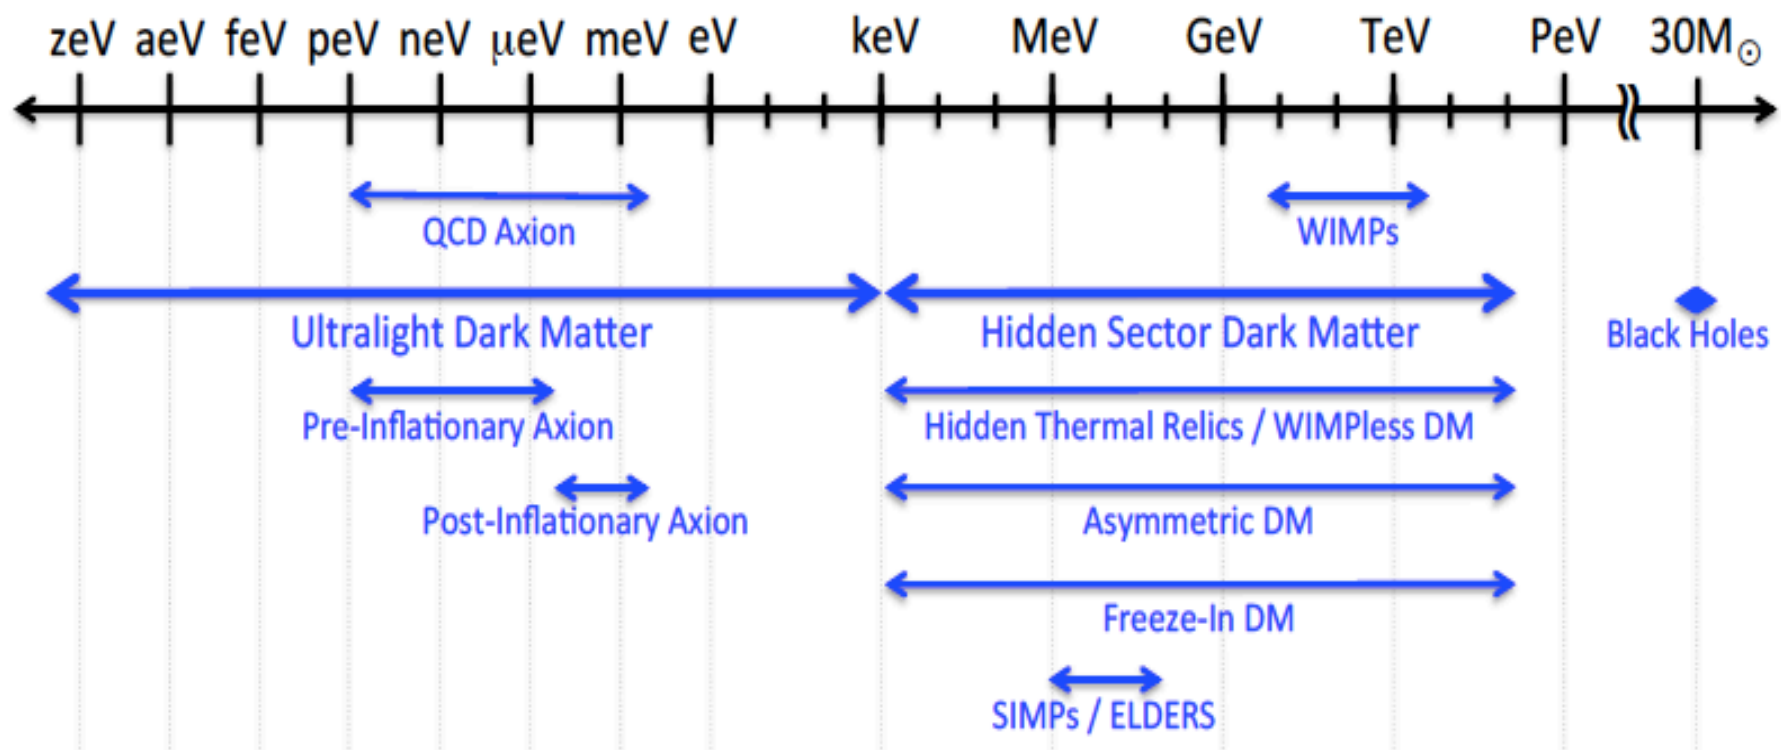 zeV aeV feV peV neV μeV meV eV keV MeV GeV TeV PeV 30M☉
QCD Axion WIMPs
Ultralight Dark Matter Hidden Sector Dark Matter Black Holes
Pre-Inflationary Axion Hidden Thermal Relics / WIMPless DM
Post-Inflationary Axion Asymmetric DM
Freeze-In DM
SIMPs / ELDERS